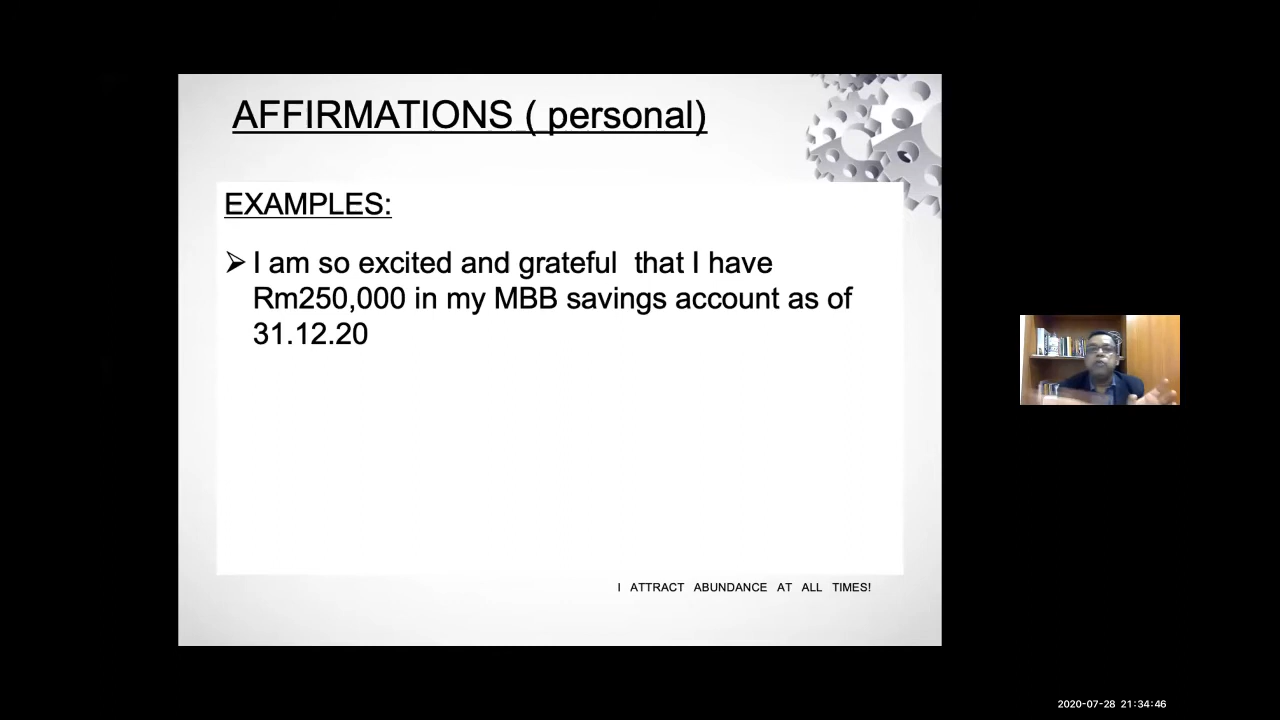 AFFIRMATIONS ( personal)
EXAMPLES:
➢ I am so excited and grateful  that I have
Rm250,000 in my MBB savings account as of
31.12.20
I ATTRACT ABUNDANCE AT ALL TIMES!
2020-07-28 21:34:46